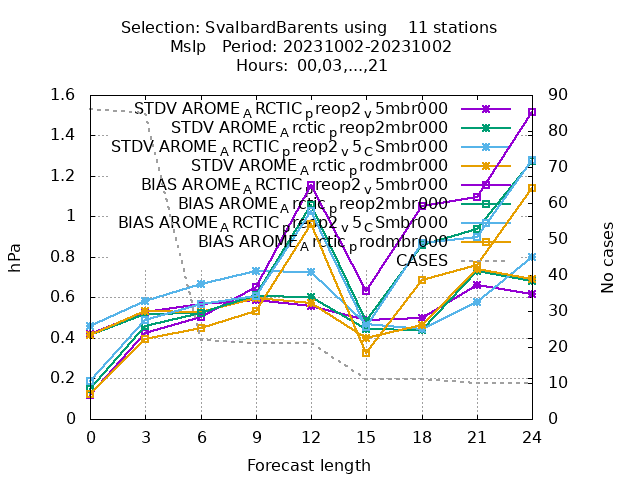 Selection: SvalbardBarents using 11 stations
Mslp Period: 20231002-20231002
Hours: 00,03,...,21
1.6 STDV AROME_ARCTIC_preop2_v5mbr000 90
STDV AROME_Arctic_preop2mbr000
1.4 80
STDV AROME_ARCTIC_preop2_v5_CSmbr000
STDV AROME_Arctic_prodmbr000
1.2 70
BIAS AROME_ARCTIC_preop2_v5mbr000
BIAS AROME_Arctic_preop2mbr000
1 60
BIAS AROME_ARCTIC_preop2_v5_CSmbr000
BIAS AROME_Arctic_prodmbr000
0.8 50
CASES
hPa
No cases
0.6 40
0.4 30
0.2 20
0 10
0
0 3 6 9 12 15 18 21 24
Forecast length